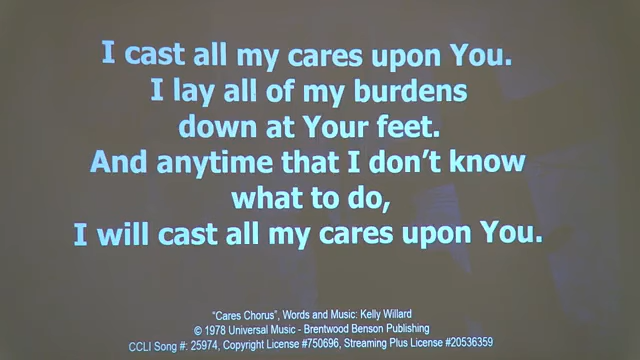 I cast all my cares upon You.
I lay all of my burdens
down at Your feet.
And anytime that I don't know
what to do,
I will cast all my cares upon You.
"Cares Chorus", Words and Music: Kelly Willard
© 1978 Universal Music - Brentwood Benson Publishing
CCLI Song #: 25974, Copyright License #750696, Streaming Plus License #20536359